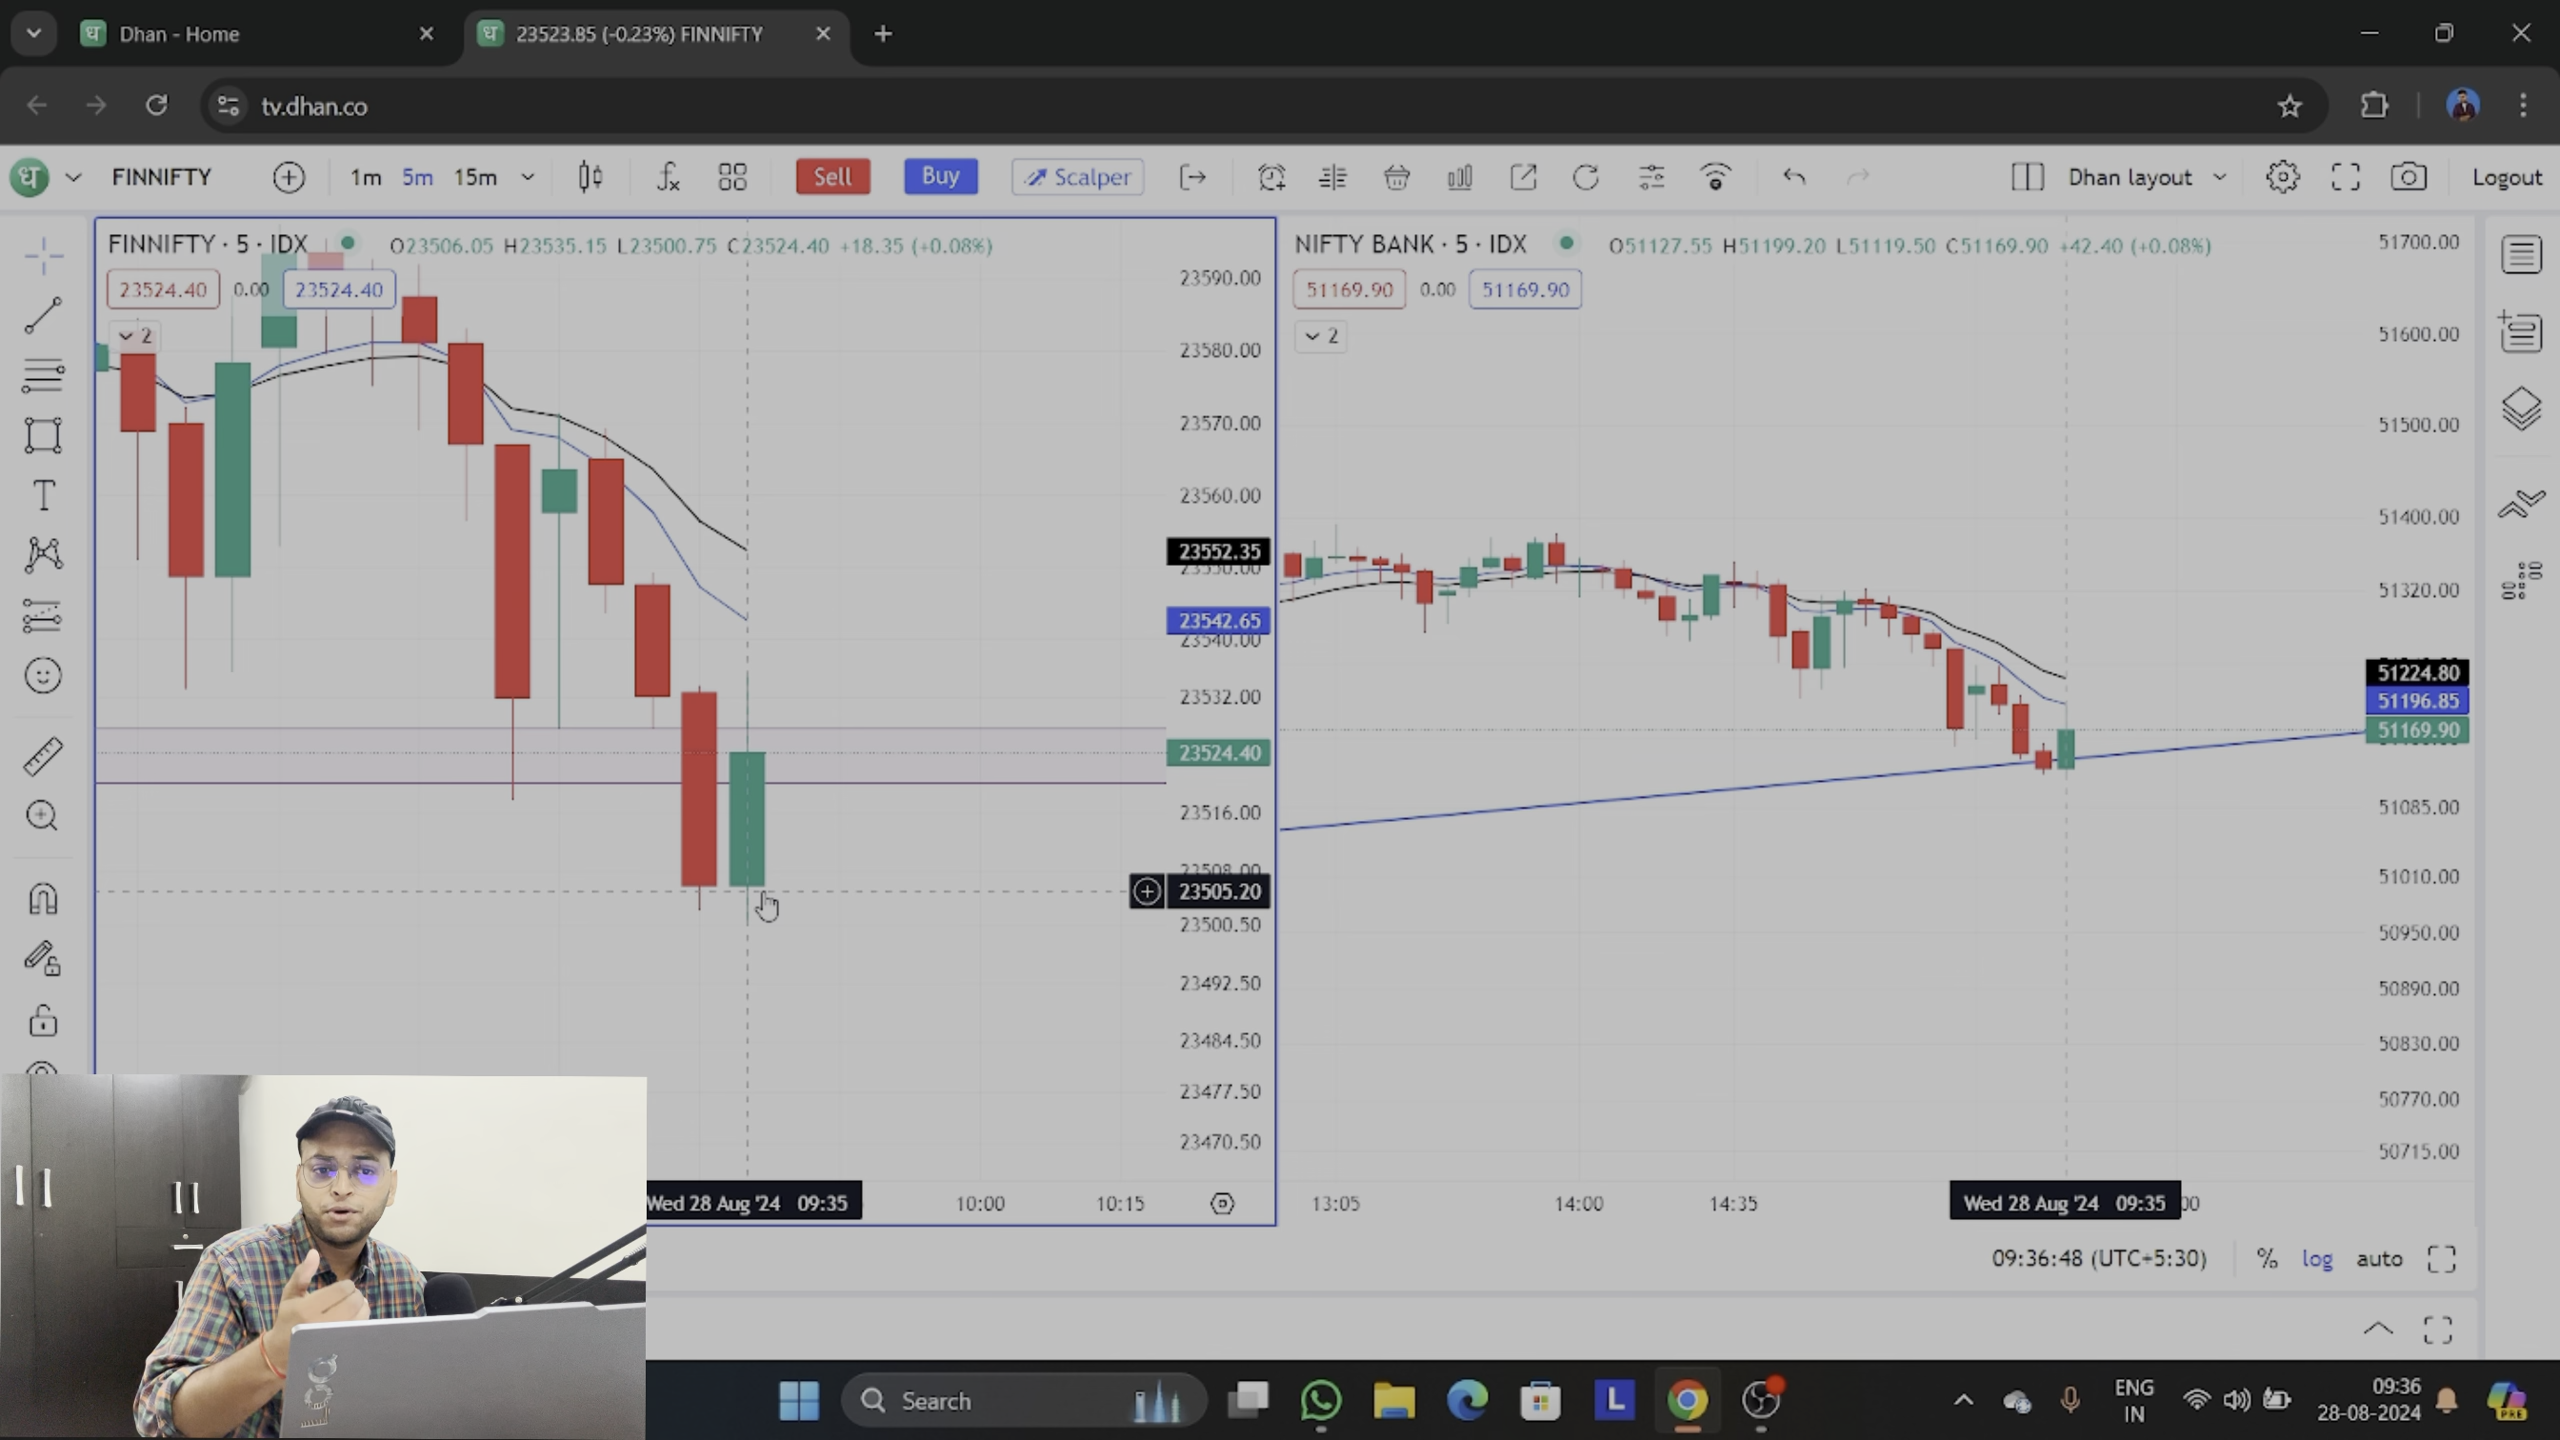 Dhan - Home
23523.85 (-0.23%) FINNIFTY
tv.dhan.co
FINNIFTY
1m 5m 15m
Sell
Buy
Scalper
Dhan layout
Logout
FINNIFTY · 5 · IDX
O23506.05 H23535.15 L23500.75 C23524.40 +18.35 (+0.08%)
23524.40 0.00 23524.40
2
23590.00
23580.00
23570.00
23560.00
23552.35
23550.00
23542.65
23540.00
23532.00
23524.40
23516.00
23508.00
23505.20
23500.50
23492.50
23484.50
23477.50
23470.50
Wed 28 Aug '24 09:35
10:00
10:15
NIFTY BANK · 5 · IDX
O51127.55 H51199.20 L51119.50 C51169.90 +42.40 (+0.08%)
51169.90 0.00 51169.90
2
51700.00
51600.00
51500.00
51400.00
51320.00
51224.80
51196.85
51169.90
51085.00
51010.00
50950.00
50890.00
50830.00
50770.00
50715.00
13:05
14:00
14:35
Wed 28 Aug '24 09:35
00
09:36:48 (UTC+5:30)
% log auto
Search
L
ENG
IN
09:36
28-08-2024
PRE